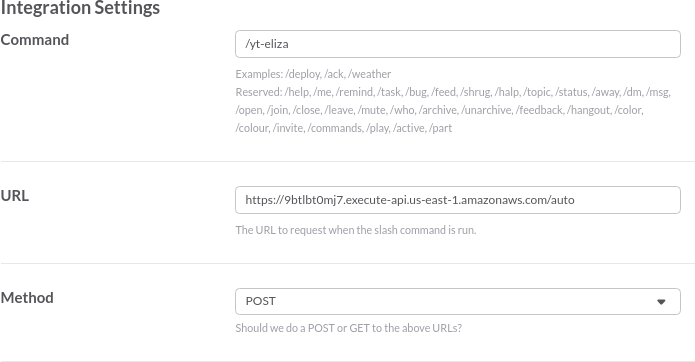 Integration Settings
Command
/yt-eliza
Examples: /deploy, /ack, /weather
Reserved: /help, /me, /remind, /task, /bug, /feed, /shrug, /halp, /topic, /status, /away, /dm, /msg,
/open, /join, /close, /leave, /mute, /who, /archive, /unarchive, /feedback, /hangout, /color,
/colour, /invite, /commands, /play, /active, /part
URL
https://9btlbt0mj7.execute-api.us-east-1.amazonaws.com/auto
The URL to request when the slash command is run.
Method
POST
Should we do a POST or GET to the above URLs?